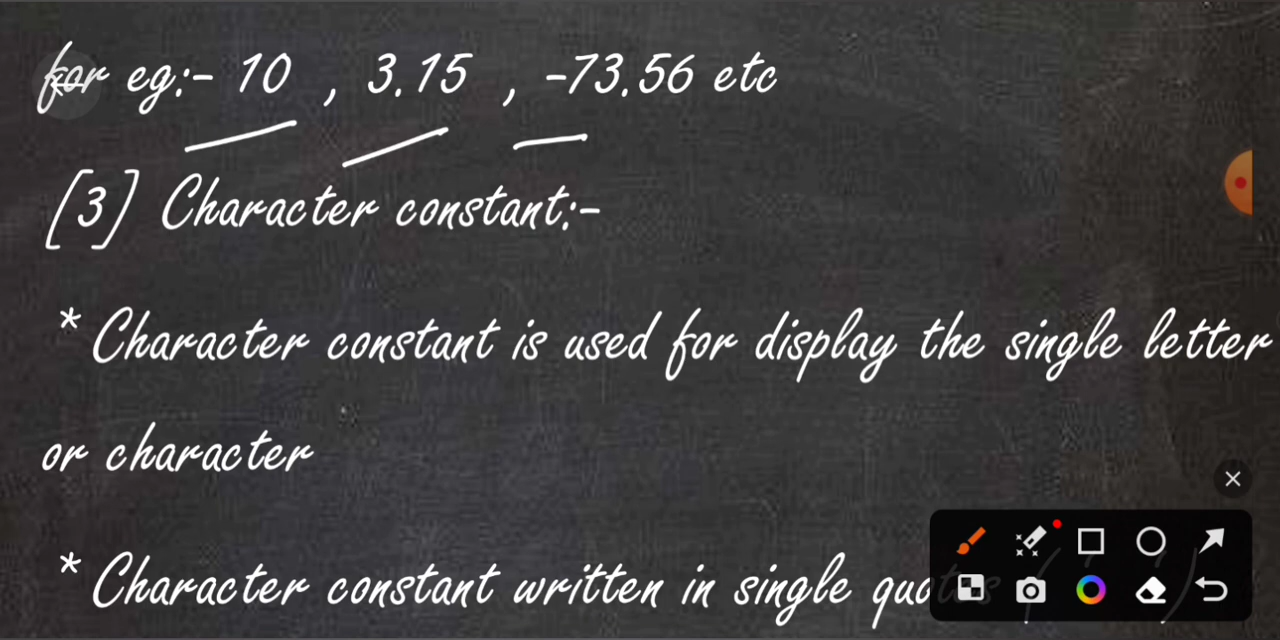 for eg:- 10 , 3.15 , -73.56 etc
[3] Character constant:-
* Character constant is used for display the single letter
or character
* Character constant written in single quotes ( ' ' )